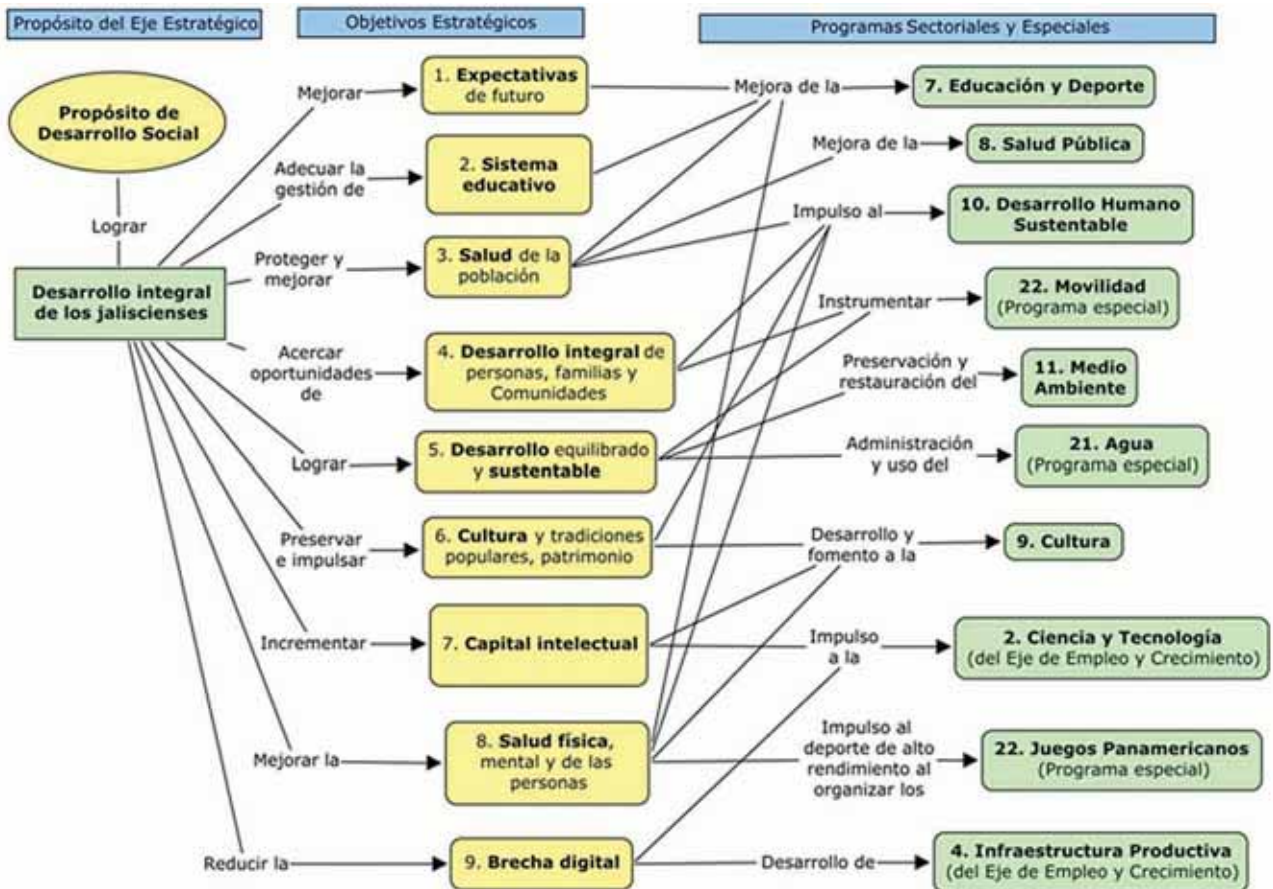 Propósito del Eje Estratégico
Objetivos Estratégicos
Programas Sectoriales y Especiales
Propósito de
Desarrollo Social
Lograr
Desarrollo integral
de los jaliscienses
Mejorar
1. Expectativas
de futuro
Adecuar la
gestión de
2. Sistema
educativo
Proteger y
mejorar
3. Salud de la
población
Acercar
oportunidades
de
4. Desarrollo integral de
personas, familias y
Comunidades
Lograr
5. Desarrollo equilibrado
y sustentable
Preservar
e impulsar
6. Cultura y tradiciones
populares, patrimonio
Incrementar
7. Capital intelectual
Mejorar la
8. Salud física,
mental y de las
personas
Reducir la
9. Brecha digital
Mejora de la
7. Educación y Deporte
Mejora de la
8. Salud Pública
Impulso al
10. Desarrollo Humano
Sustentable
Instrumentar
22. Movilidad
(Programa especial)
Preservación y
restauración del
11. Medio
Ambiente
Administración
y uso del
21. Agua
(Programa especial)
Desarrollo y
fomento a la
9. Cultura
Impulso
a la
2. Ciencia y Tecnología
(del Eje de Empleo y Crecimiento)
Impulso al
deporte de alto
rendimiento al
organizar los
22. Juegos Panamericanos
(Programa especial)
Desarrollo de
4. Infraestructura Productiva
(del Eje de Empleo y Crecimiento)